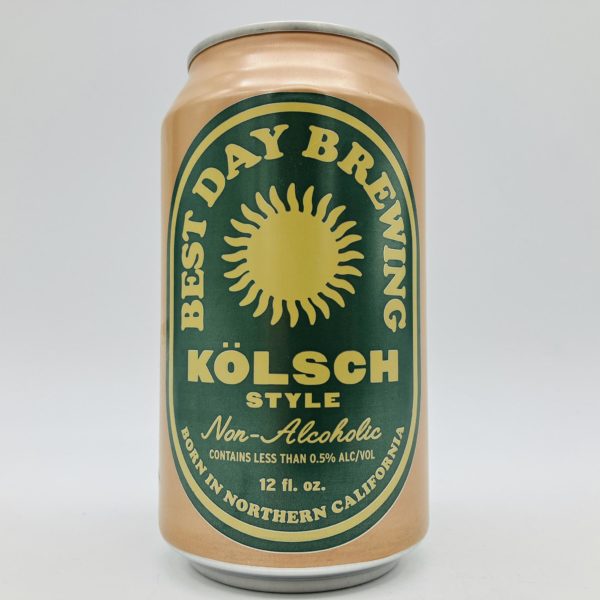 BEST DAY BREWING
KÖLSCH
STYLE
Non-Alcoholic
CONTAINS LESS THAN 0.5% ALC/VOL
12 fl. oz.
BORN IN NORTHERN CALIFORNIA